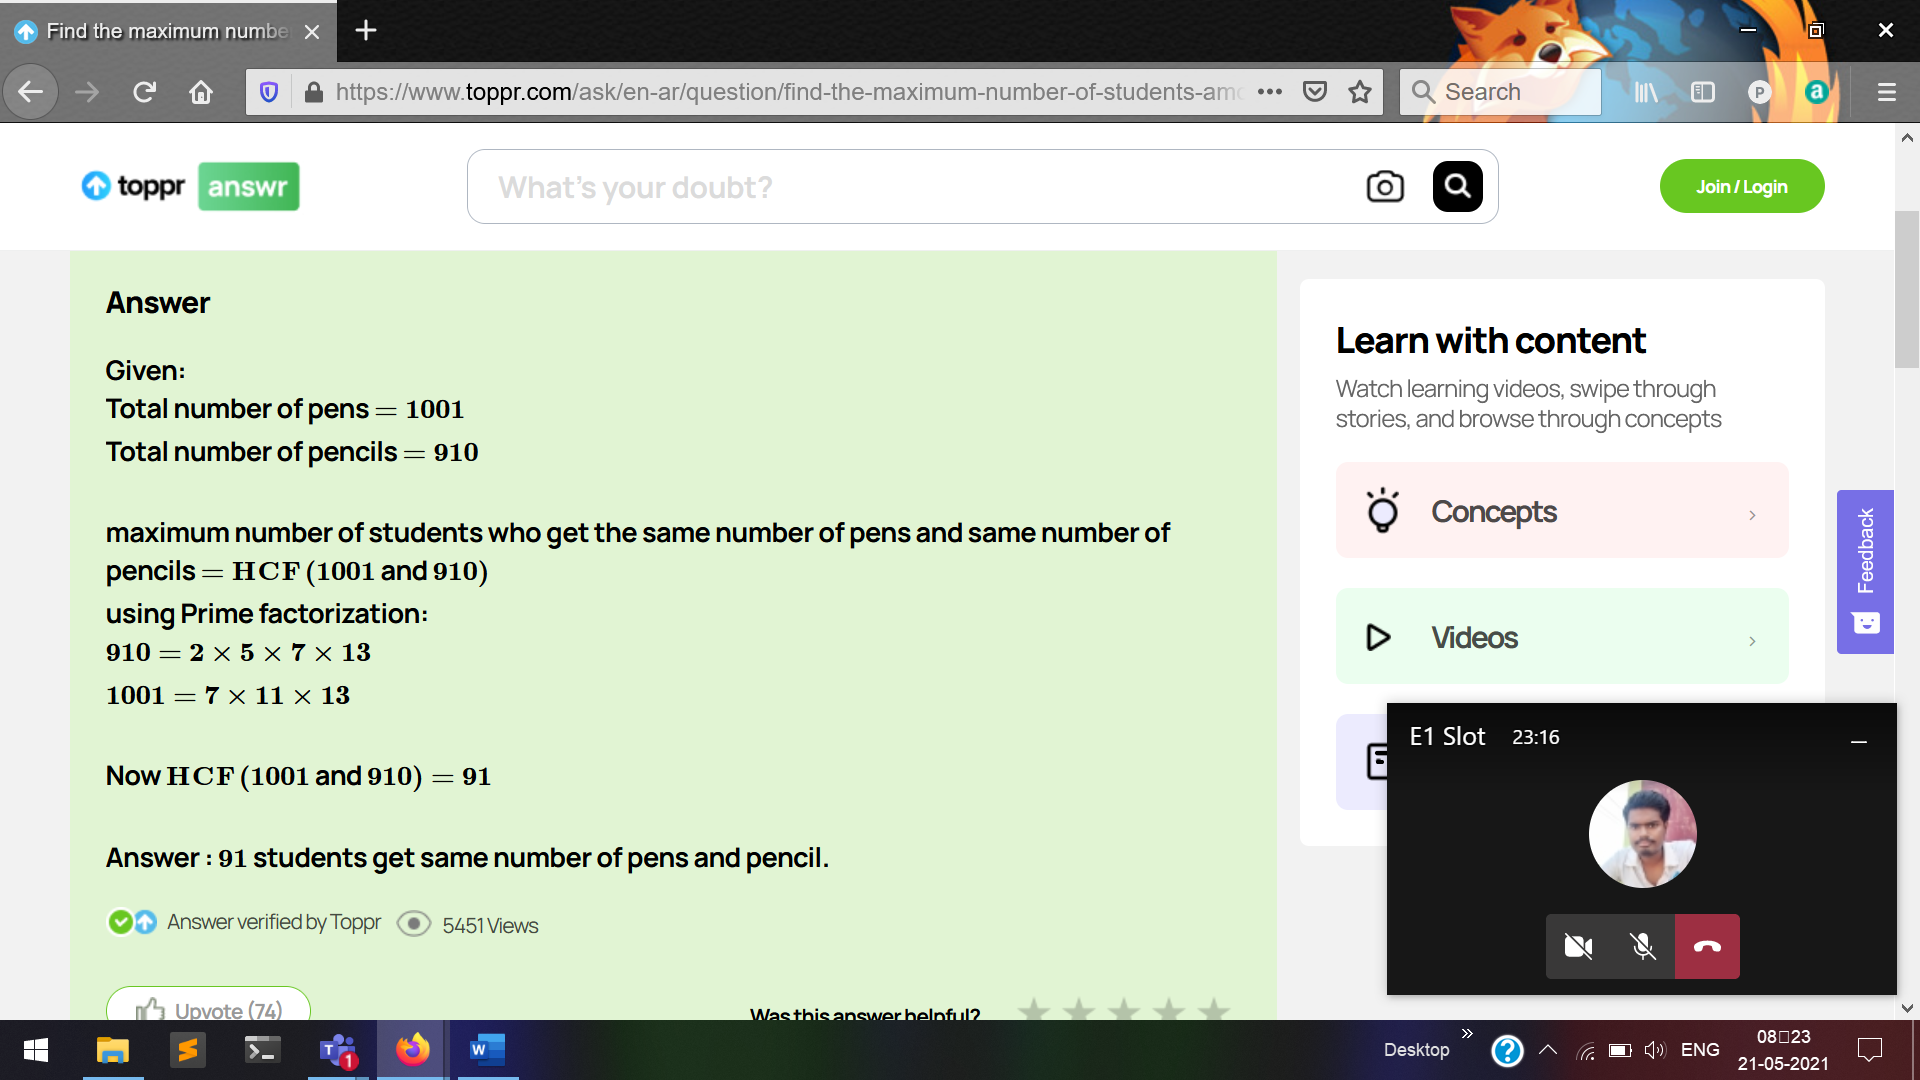 Find the maximum numbe
https://www.toppr.com/ask/en-ar/question/find-the-maximum-number-of-students-amo
Search
P
a
toppr answr
What's your doubt?
Join / Login
Answer
Given:
Total number of pens = 1001
Total number of pencils = 910
maximum number of students who get the same number of pens and same number of
pencils = HCF (1001 and 910)
using Prime factorization:
910 = 2 × 5 × 7 × 13
1001 = 7 × 11 × 13
Now HCF (1001 and 910) = 91
Answer : 91 students get same number of pens and pencil.
Answer verified by Toppr
5451 Views
Upvote (74)
Was this answer helpful?
Learn with content
Watch learning videos, swipe through
stories, and browse through concepts
Concepts
Videos
Feedback
E1 Slot 23:16
T
1
W
Desktop
?
ENG
08□23
21-05-2021